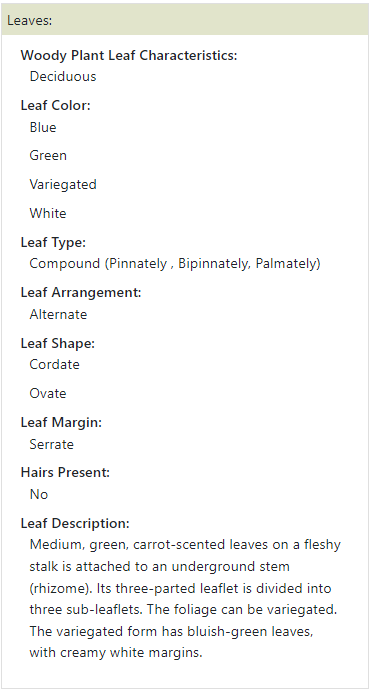 Leaves:
Woody Plant Leaf Characteristics:
Deciduous
Leaf Color:
Blue
Green
Variegated
White
Leaf Type:
Compound (Pinnately , Bipinnately, Palmately)
Leaf Arrangement:
Alternate
Leaf Shape:
Cordate
Ovate
Leaf Margin:
Serrate
Hairs Present:
No
Leaf Description:
Medium, green, carrot-scented leaves on a fleshy
stalk is attached to an underground stem
(rhizome). Its three-parted leaflet is divided into
three sub-leaflets. The foliage can be variegated.
The variegated form has bluish-green leaves,
with creamy white margins.